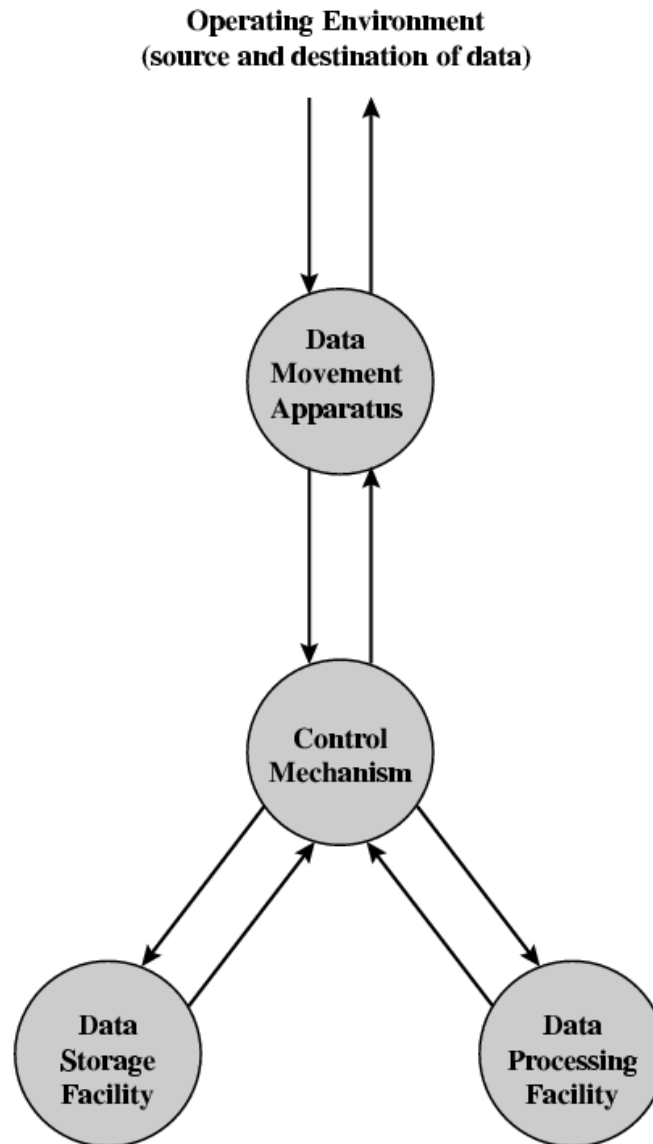 Operating Environment
(source and destination of data)
Data
Movement
Apparatus
Control
Mechanism
Data
Storage
Facility
Data
Processing
Facility